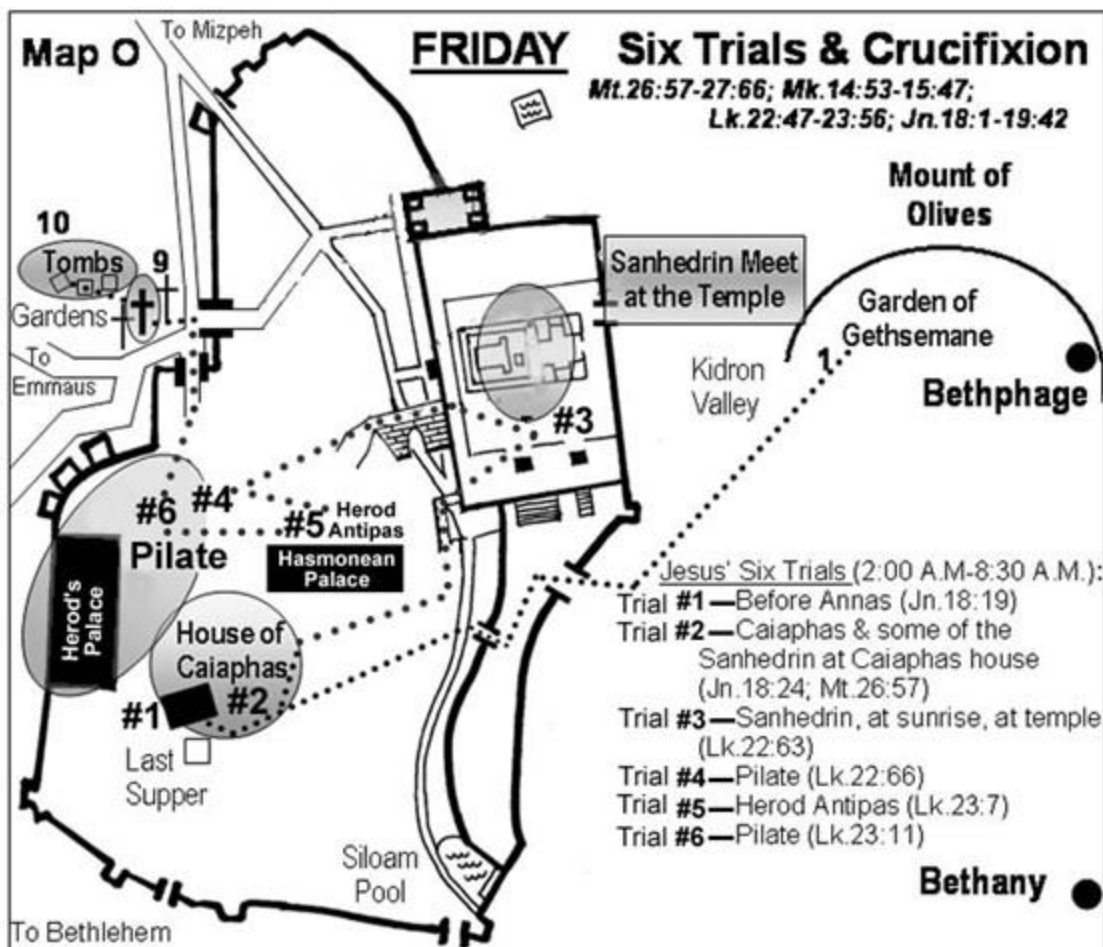 To Mizpeh
Map O
FRIDAY Six Trials & Crucifixion
Mt.26:57-27:66; Mk.14:53-15:47;
Lk.22:47-23:56; Jn.18:1-19:42
Mount of
Olives
10
9
Tombs
Gardens
To
Emmaus
Sanhedrin Meet
at the Temple
Garden of
Gethsemane
1
Kidron
Valley
Bethphage
#3
#4
#6
Pilate
#5 Herod
Antipas
Hasmonean
Palace
Herod's
Palace
House of
Caiaphas
#2
#1
Last
Supper
Jesus' Six Trials (2:00 A.M-8:30 A.M.):
Trial #1—Before Annas (Jn.18:19)
Trial #2—Caiaphas & some of the
Sanhedrin at Caiaphas house
(Jn.18:24; Mt.26:57)
Trial #3—Sanhedrin, at sunrise, at temple
(Lk.22:63)
Trial #4—Pilate (Lk.22:66)
Trial #5—Herod Antipas (Lk.23:7)
Trial #6—Pilate (Lk.23:11)
Siloam
Pool
Bethany
To Bethlehem